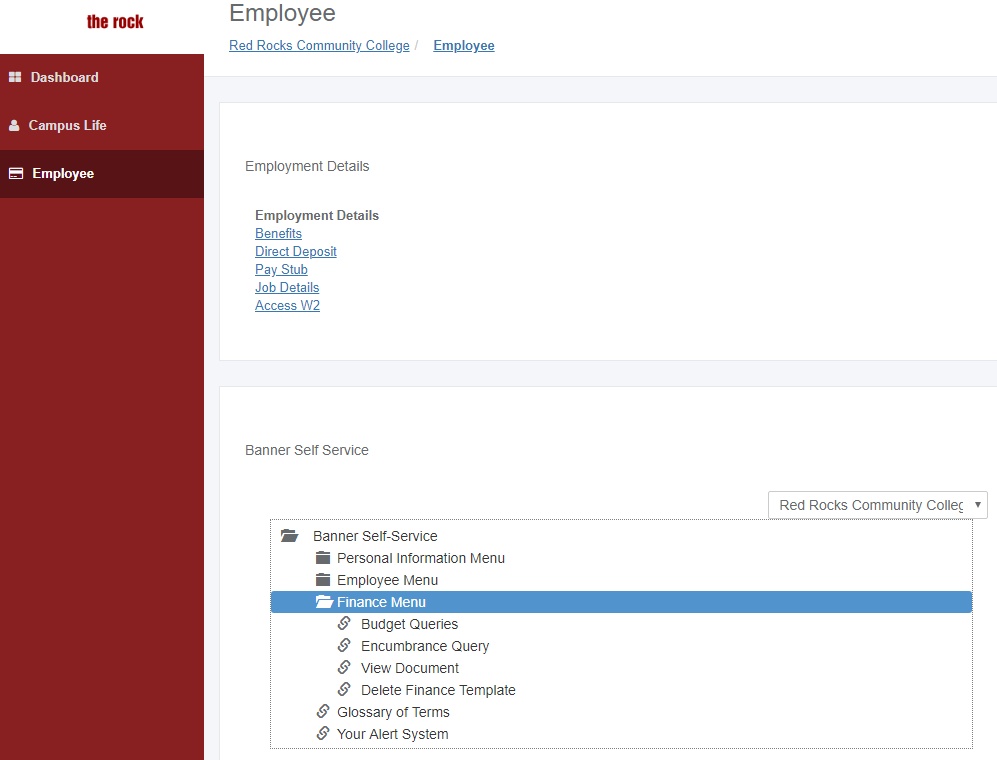 the rock
Dashboard
Campus Life
Employee
Employee
Red Rocks Community College / Employee
Employment Details
Employment Details
Benefits
Direct Deposit
Pay Stub
Job Details
Access W2
Banner Self Service
Red Rocks Community Colleg
Banner Self-Service
Personal Information Menu
Employee Menu
Finance Menu
Budget Queries
Encumbrance Query
View Document
Delete Finance Template
Glossary of Terms
Your Alert System